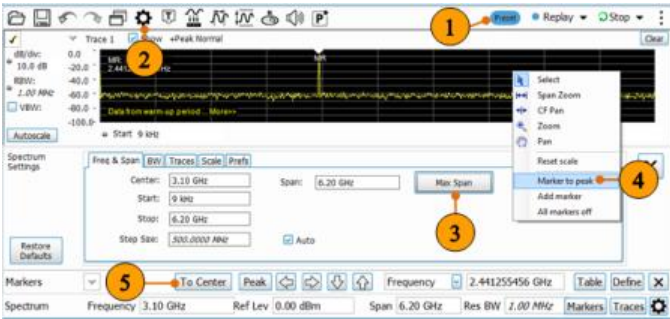 1
Preset
Replay
Stop
Trace 1
Show
+Peak Normal
Clear
2
dB/div:
10.0 dB
RBW:
1.00 MHz
VBW:
Autoscale
0.0
-20.0
-40.0
-60.0
-80.0
-100.0
MR:
MR
Data from warm-up period... More>>
Start 9 kHz
Select
Span Zoom
CF Pan
Zoom
Pan
Reset scale
Marker to peak
4
Add marker
All markers off
Spectrum
Settings
Restore
Defaults
Freq & Span BW Traces Scale Prefs
Center: 3.10 GHz Span: 6.20 GHz Max Span
Start: 9 kHz
Stop: 6.20 GHz
3
Step Size: 500.0000 MHz Auto
Markers 5 To Center Peak Frequency 2.441255456 GHz Table Define
Spectrum Frequency 3.10 GHz Ref Lev 0.00 dBm Span 6.20 GHz Res BW 1.00 MHz Markers Traces